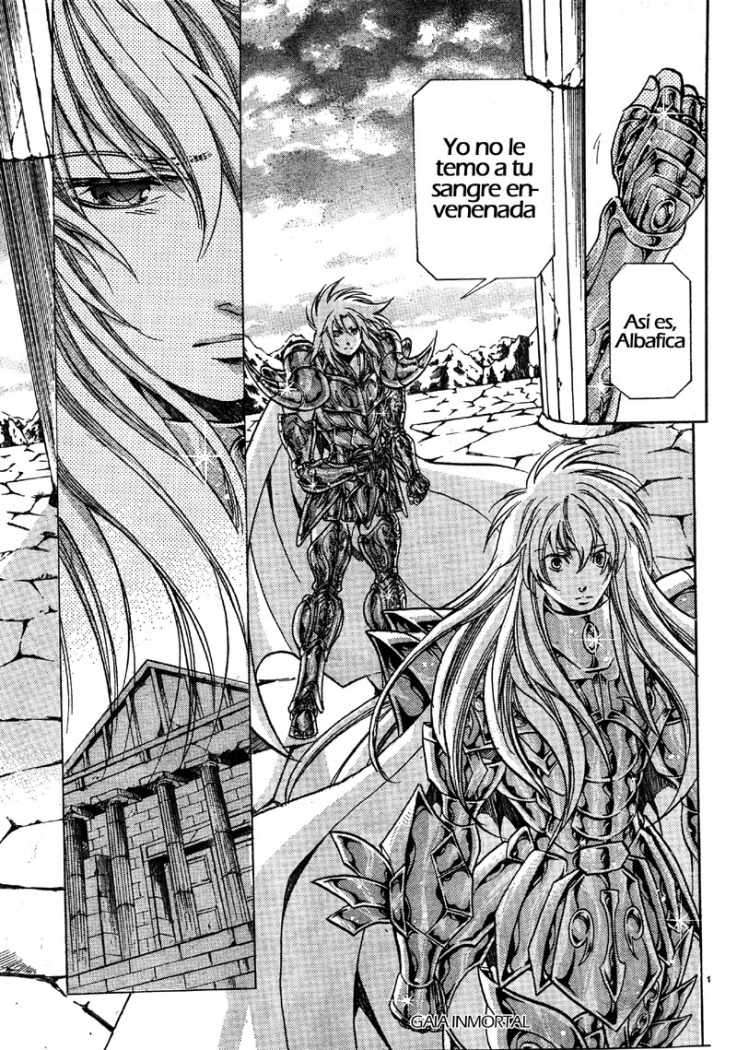 Así es,
Albafica
Yo no le
temo a tu
sangre en-
venenada
GAIA INMORTAL
1